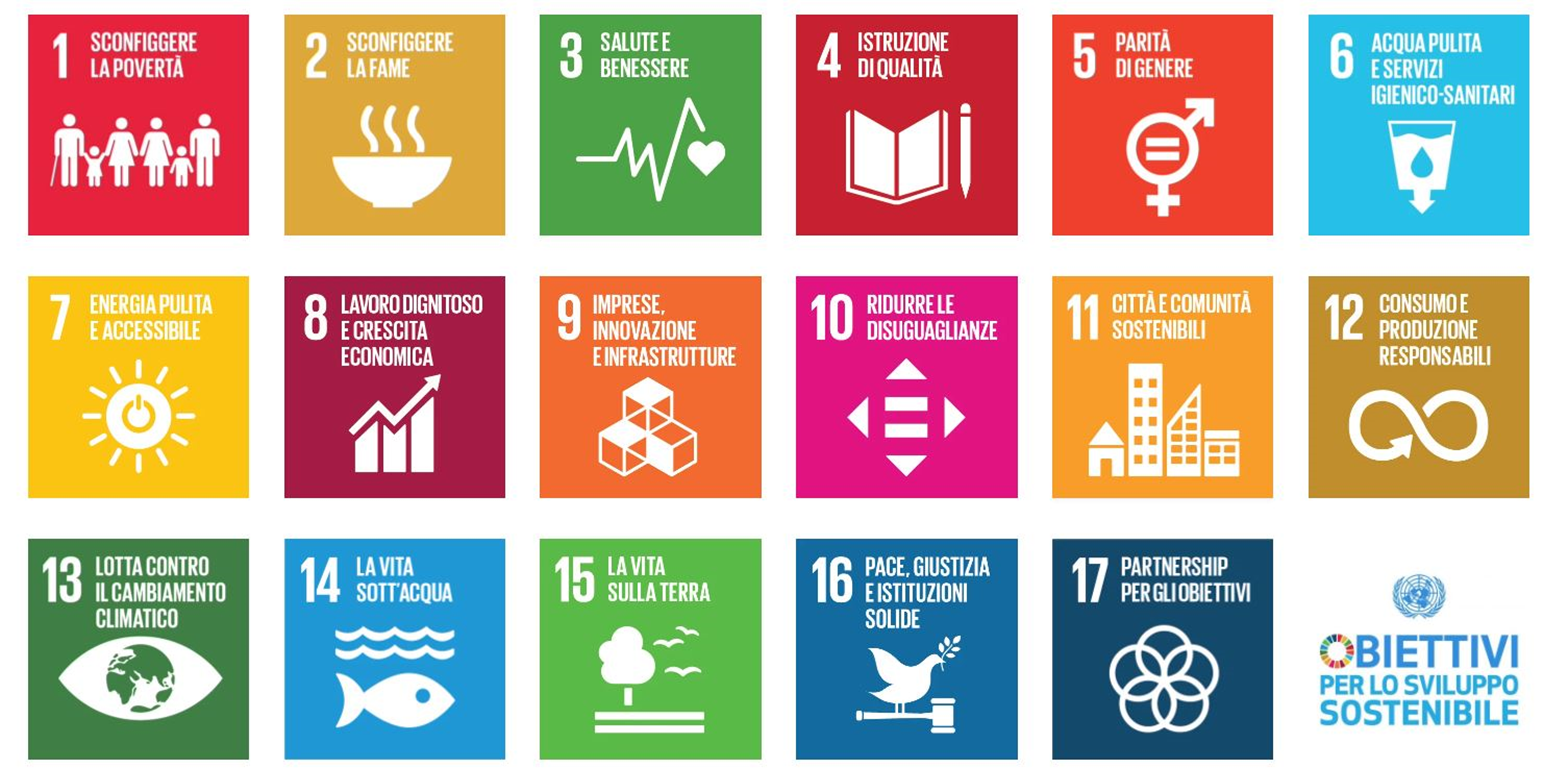 1 SCONFIGGERE
LA POVERTÀ
2 SCONFIGGERE
LA FAME
3 SALUTE E
BENESSERE
4 ISTRUZIONE
DI QUALITÀ
5 PARITÀ
DI GENERE
6 ACQUA PULITA
E SERVIZI
IGIENICO-SANITARI
7 ENERGIA PULITA
E ACCESSIBILE
8 LAVORO DIGNITOSO
E CRESCITA
ECONOMICA
9 IMPRESE,
INNOVAZIONE
E INFRASTRUTTURE
10 RIDURRE LE
DISUGUAGLIANZE
11 CITTÀ E COMUNITÀ
SOSTENIBILI
12 CONSUMO E
PRODUZIONE
RESPONSABILI
13 LOTTA CONTRO
IL CAMBIAMENTO
CLIMATICO
14 LA VITA
SOTT'ACQUA
15 LA VITA
SULLA TERRA
16 PACE, GIUSTIZIA
E ISTITUZIONI
SOLIDE
17 PARTNERSHIP
PER GLI OBIETTIVI
OBIETTIVI
PER LO SVILUPPO
SOSTENIBILE